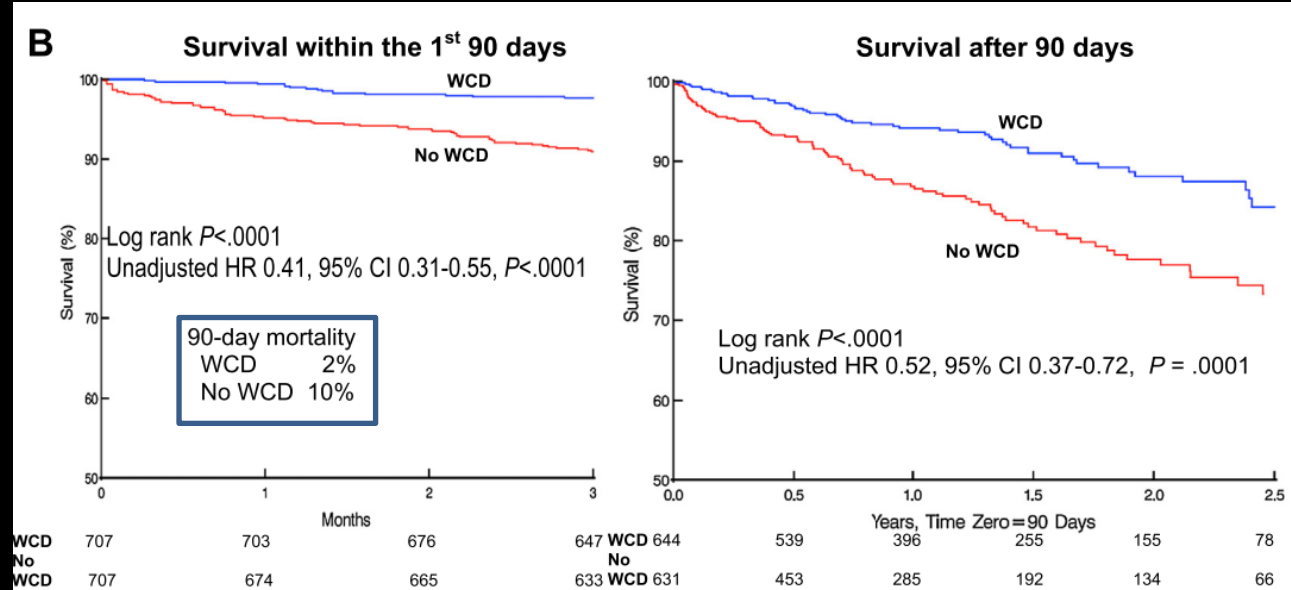 B
Survival within the 1st 90 days
Survival after 90 days
100
90
80
70
60
50
Survival (%)
WCD
No WCD
Log rank P<.0001
Unadjusted HR 0.41, 95% CI 0.31-0.55, P<.0001
90-day mortality
WCD 2%
No WCD 10%
0 1 2 3
Months
100
90
80
70
60
50
Survival (%)
WCD
No WCD
Log rank P<.0001
Unadjusted HR 0.52, 95% CI 0.37-0.72, P = .0001
0.0 0.5 1.0 1.5 2.0 2.5
Years, Time Zero=90 Days
WCD 707 703 676 647
No
WCD 707 674 665 633
WCD 644 539 396 255 155 78
No
WCD 631 453 285 192 134 66